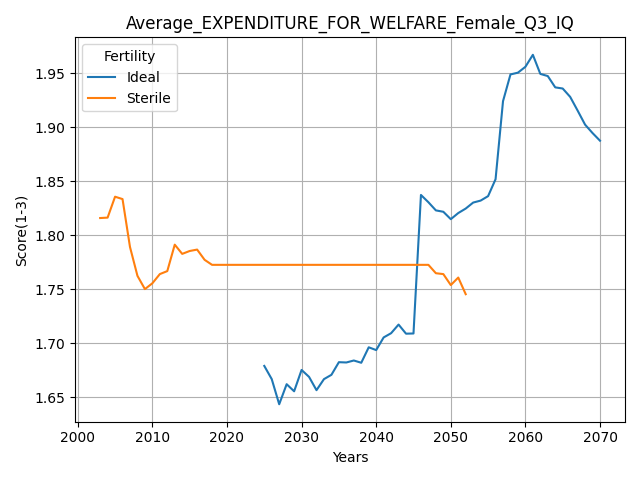 Average_EXPENDITURE_FOR_WELFARE_Female_Q3_IQ
Fertility
Ideal
Sterile
Score(1-3)
1.95
1.90
1.85
1.80
1.75
1.70
1.65
2000 2010 2020 2030 2040 2050 2060 2070
Years